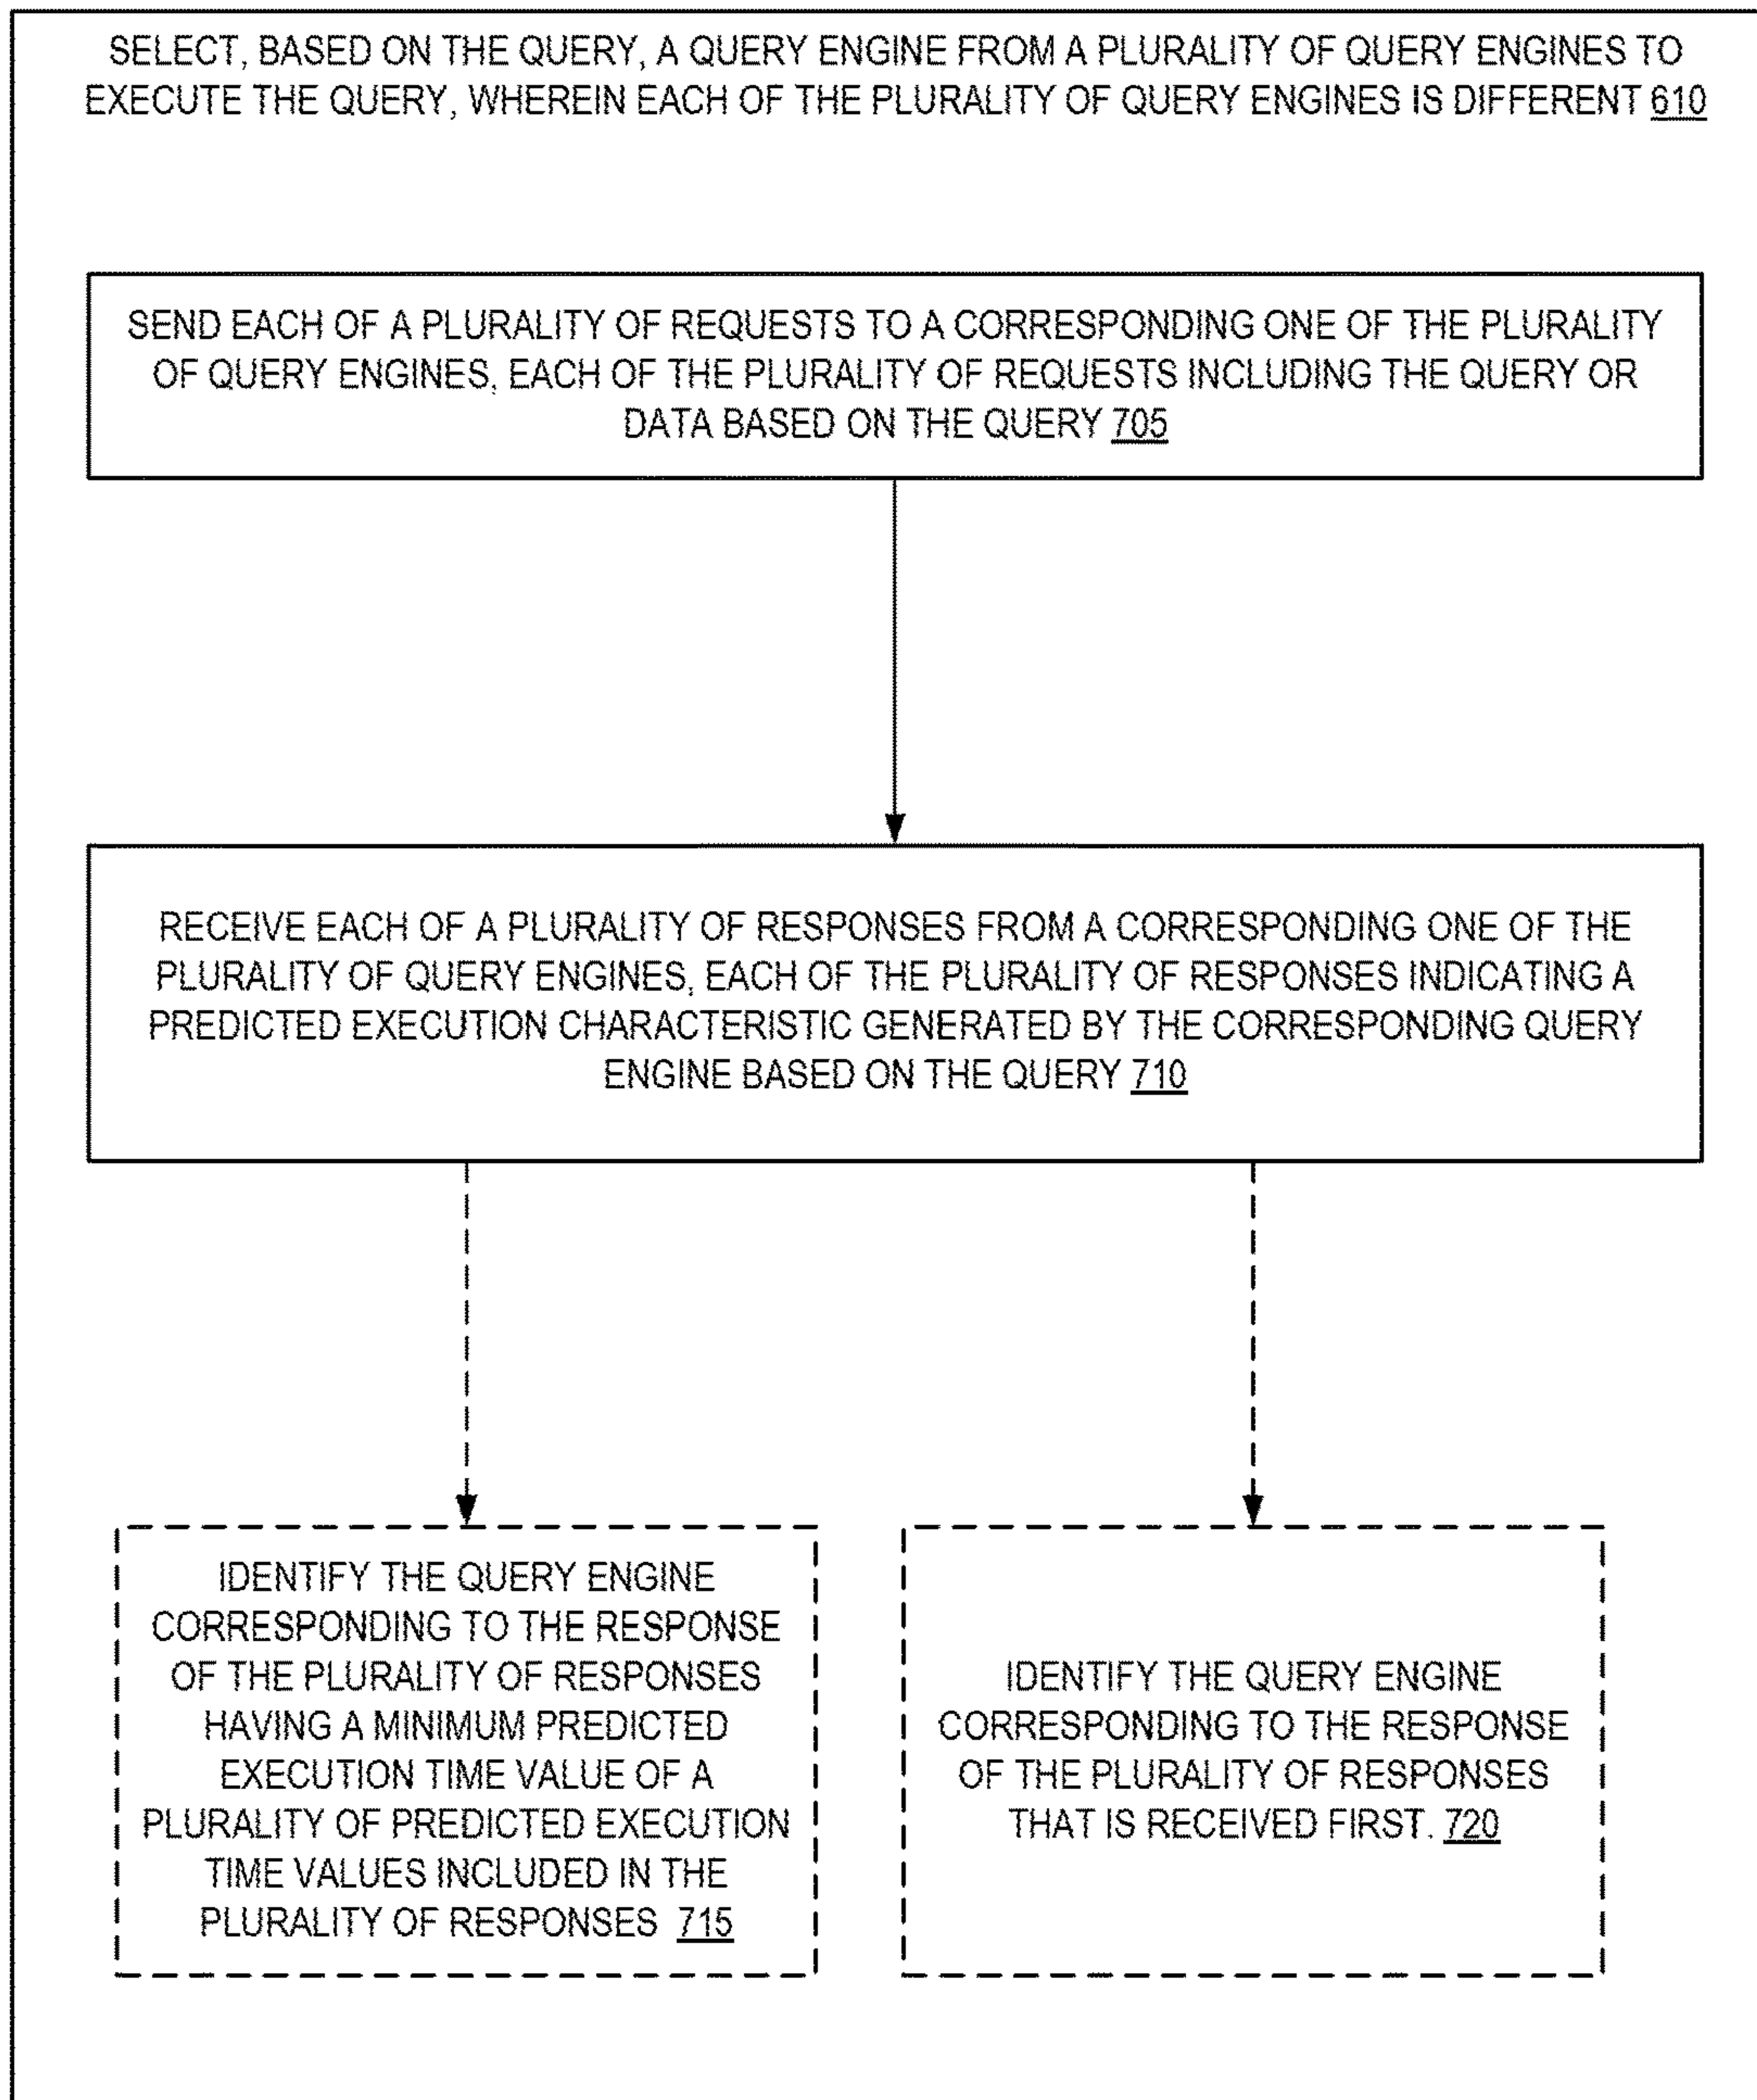 SELECT, BASED ON THE QUERY, A QUERY ENGINE FROM A PLURALITY OF QUERY ENGINES TO
EXECUTE THE QUERY, WHEREIN EACH OF THE PLURALITY OF QUERY ENGINES IS DIFFERENT 610
SEND EACH OF A PLURALITY OF REQUESTS TO A CORRESPONDING ONE OF THE PLURALITY
OF QUERY ENGINES, EACH OF THE PLURALITY OF REQUESTS INCLUDING THE QUERY OR
DATA BASED ON THE QUERY 705
RECEIVE EACH OF A PLURALITY OF RESPONSES FROM A CORRESPONDING ONE OF THE
PLURALITY OF QUERY ENGINES, EACH OF THE PLURALITY OF RESPONSES INDICATING A
PREDICTED EXECUTION CHARACTERISTIC GENERATED BY THE CORRESPONDING QUERY
ENGINE BASED ON THE QUERY 710
IDENTIFY THE QUERY ENGINE
CORRESPONDING TO THE RESPONSE
OF THE PLURALITY OF RESPONSES
HAVING A MINIMUM PREDICTED
EXECUTION TIME VALUE OF A
PLURALITY OF PREDICTED EXECUTION
TIME VALUES INCLUDED IN THE
PLURALITY OF RESPONSES 715
IDENTIFY THE QUERY ENGINE
CORRESPONDING TO THE RESPONSE
OF THE PLURALITY OF RESPONSES
THAT IS RECEIVED FIRST. 720